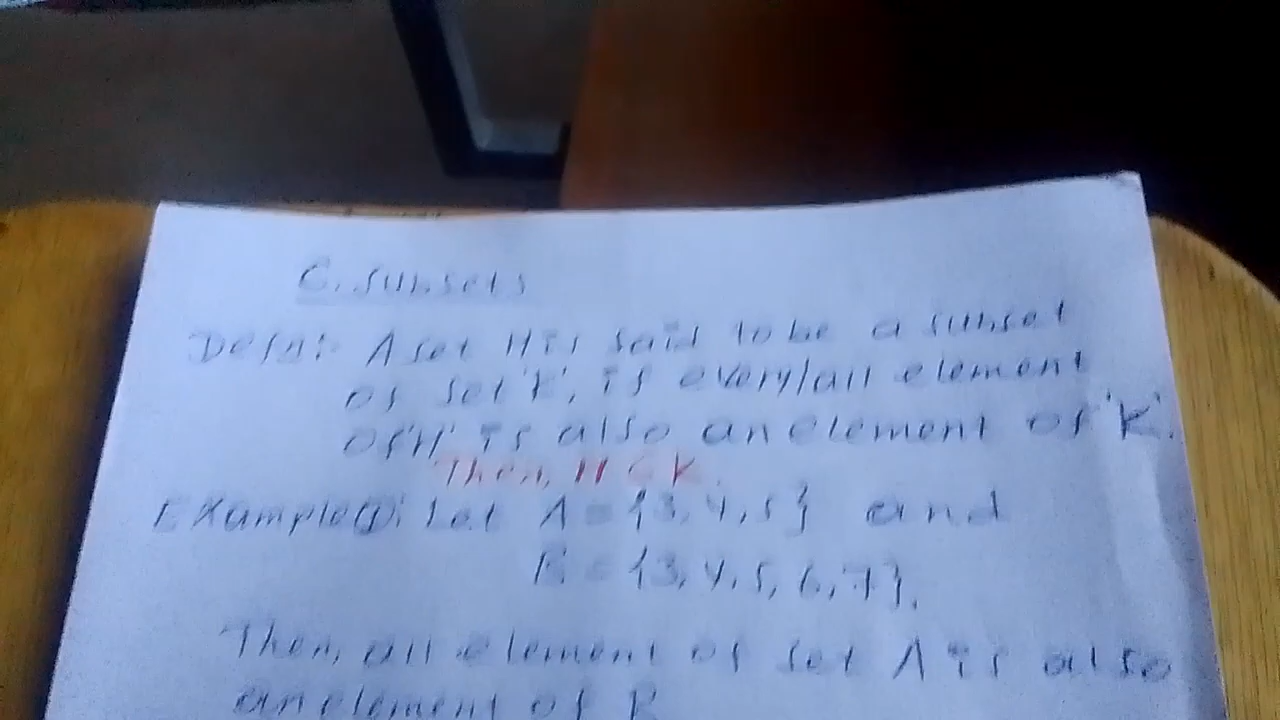 C. Subsets
Defn: A set H is said to be a subset
of set 'K', if every/all element
of 'H' is also an element of 'K'.
Then, H ⊂ K.
Example(1): Let A = {3, 4, 5} and
B = {3, 4, 5, 6, 7}.
Then, all element of set A is also
an element of B